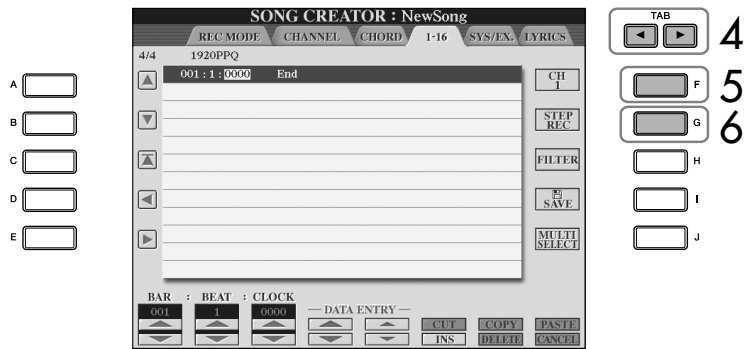 SONG CREATOR : NewSong
REC MODE CHANNEL CHORD 1-16 SYS/EX. LYRICS
4/4 1920PPQ
001 : 1 : 0000 End
CH
1
STEP
REC
FILTER
SAVE
MULTI
SELECT
BAR : BEAT : CLOCK
001 1 0000
DATA ENTRY
CUT COPY PASTE
INS DELETE CANCEL
A
B
C
D
E
TAB
4
F 5
G 6
H
I
J